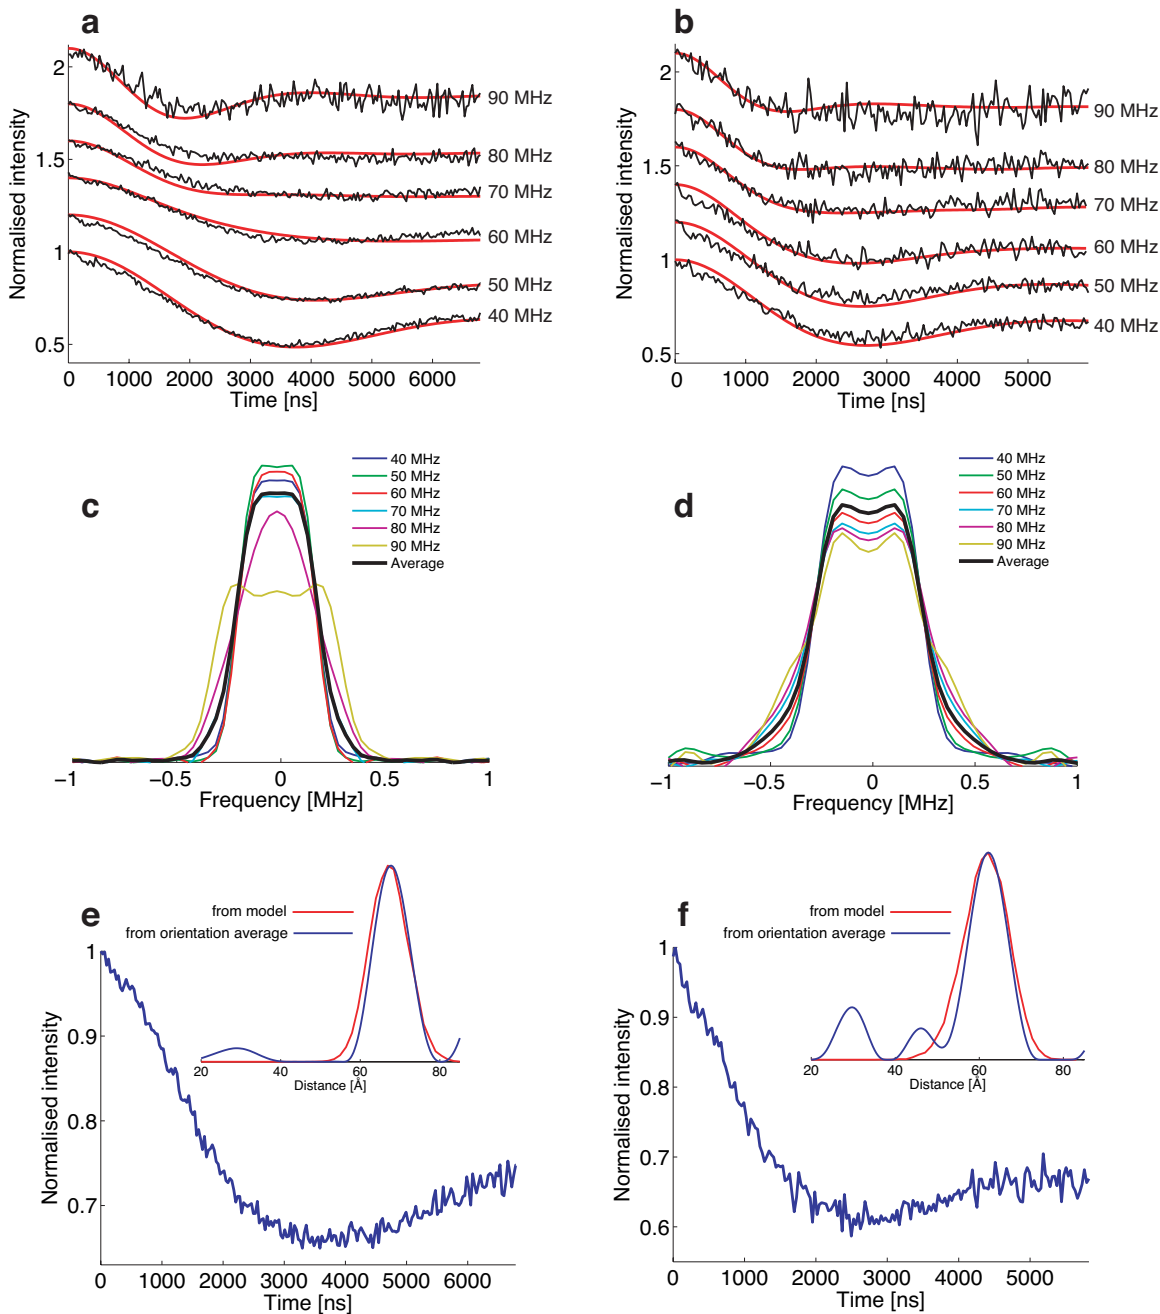 a
Normalised intensity
2
1.5
1
0.5
90 MHz
80 MHz
70 MHz
60 MHz
50 MHz
40 MHz
0 1000 2000 3000 4000 5000 6000
Time [ns]
b
Normalised intensity
2
1.5
1
0.5
90 MHz
80 MHz
70 MHz
60 MHz
50 MHz
40 MHz
0 1000 2000 3000 4000 5000
Time [ns]
c
40 MHz
50 MHz
60 MHz
70 MHz
80 MHz
90 MHz
Average
−1 −0.5 0 0.5 1
Frequency [MHz]
d
40 MHz
50 MHz
60 MHz
70 MHz
80 MHz
90 MHz
Average
−1 −0.5 0 0.5 1
Frequency [MHz]
e
from model
from orientation average
20 40 60 80
Distance [Å]
Normalised intensity
1
0.9
0.8
0.7
0 1000 2000 3000 4000 5000 6000
Time [ns]
f
from model
from orientation average
20 40 60 80
Distance [Å]
Normalised intensity
1
0.9
0.8
0.7
0.6
0 1000 2000 3000 4000 5000
Time [ns]